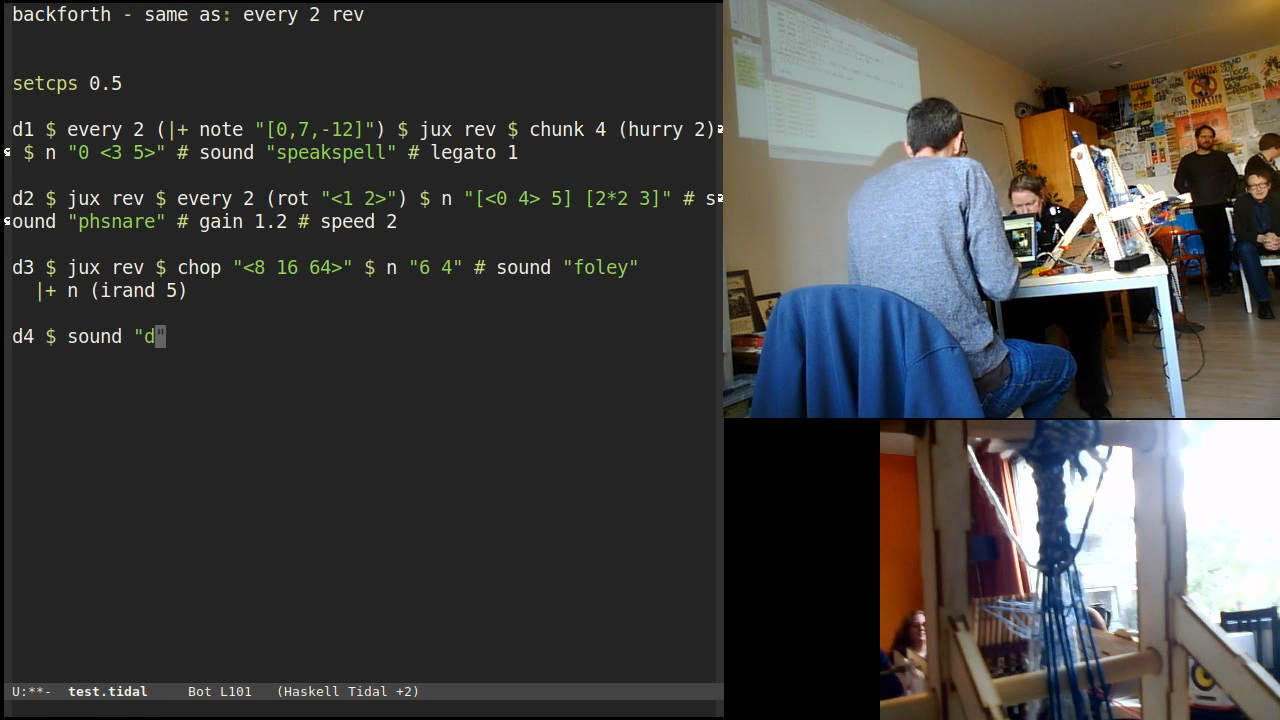 backforth - same as: every 2 rev
setcps 0.5
d1 $ every 2 (|+ note "[0,7,-12]") $ jux rev $ chunk 4 (hurry 2)
 $ n "0 <3 5>" # sound "speakspell" # legato 1
d2 $ jux rev $ every 2 (rot "<1 2>") $ n "[<0 4> 5] [2*2 3]" # s
ound "phsnare" # gain 1.2 # speed 2
d3 $ jux rev $ chop "<8 16 64>" $ n "6 4" # sound "foley"
  |+ n (irand 5)
d4 $ sound "d"
U:**-  test.tidal     Bot L101   (Haskell Tidal +2)